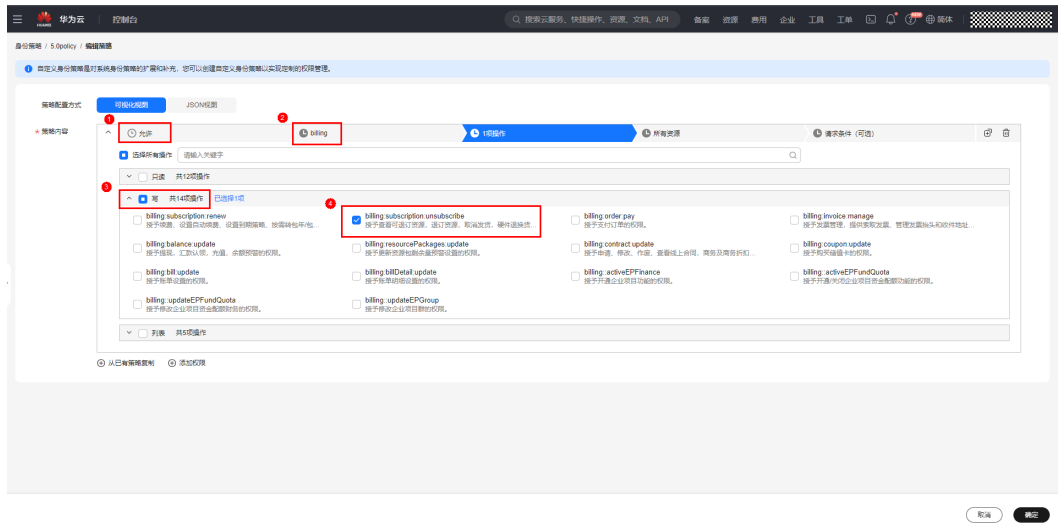 HUAWEI 华为云 控制台 搜索云服务、快捷操作、资源、文档、API 备案 资源 费用 企业 工具 工单 简体
身份策略 / 5.0policy / 编辑策略
自定义身份策略是对系统身份策略的扩展和补充，您可以创建自定义身份策略以实现定制的权限管理。
策略配置方式 可视化视图 JSON视图
1 2
* 策略内容 允许 billing 1项操作 所有资源 请求条件（可选）
选择所有操作 请输入关键字
只读 共12项操作
3
写 共14项操作 已选择1项
4
billing:subscription:renew billing:subscription:unsubscribe billing:order:pay billing:invoice:manage
授予续费、设置自动续费、设置到期策略、按需转包年/包... 授予查看可退订资源，退订资源，取消发货，硬件退换货... 授予支付订单的权限。 授予发票管理，提供索取发票、管理发票抬头和收件地址...
billing:balance:update billing:resourcePackages:update billing:contract:update billing:coupon:update
授予提现、汇款认领、充值、余额预警的权限。 授予更新资源包剩余量预警设置的权限。 授予申请、修改、作废、查看线上合同、商务及商务折扣... 授予购买储值卡的权限。
billing:bill:update billing:billDetail:update billing::activeEPFinance billing::activeEPFundQuota
授予账单设置的权限。 授予账单明细设置的权限。 授予开通企业项目功能的权限。 授予开通/关闭企业项目资金配额功能的权限。
billing::updateEPFundQuota billing::updateEPGroup
授予修改企业项目资金配额财务的权限。 授予修改企业项目群的权限。
列表 共5项操作
从已有策略复制 添加权限
取消 确定